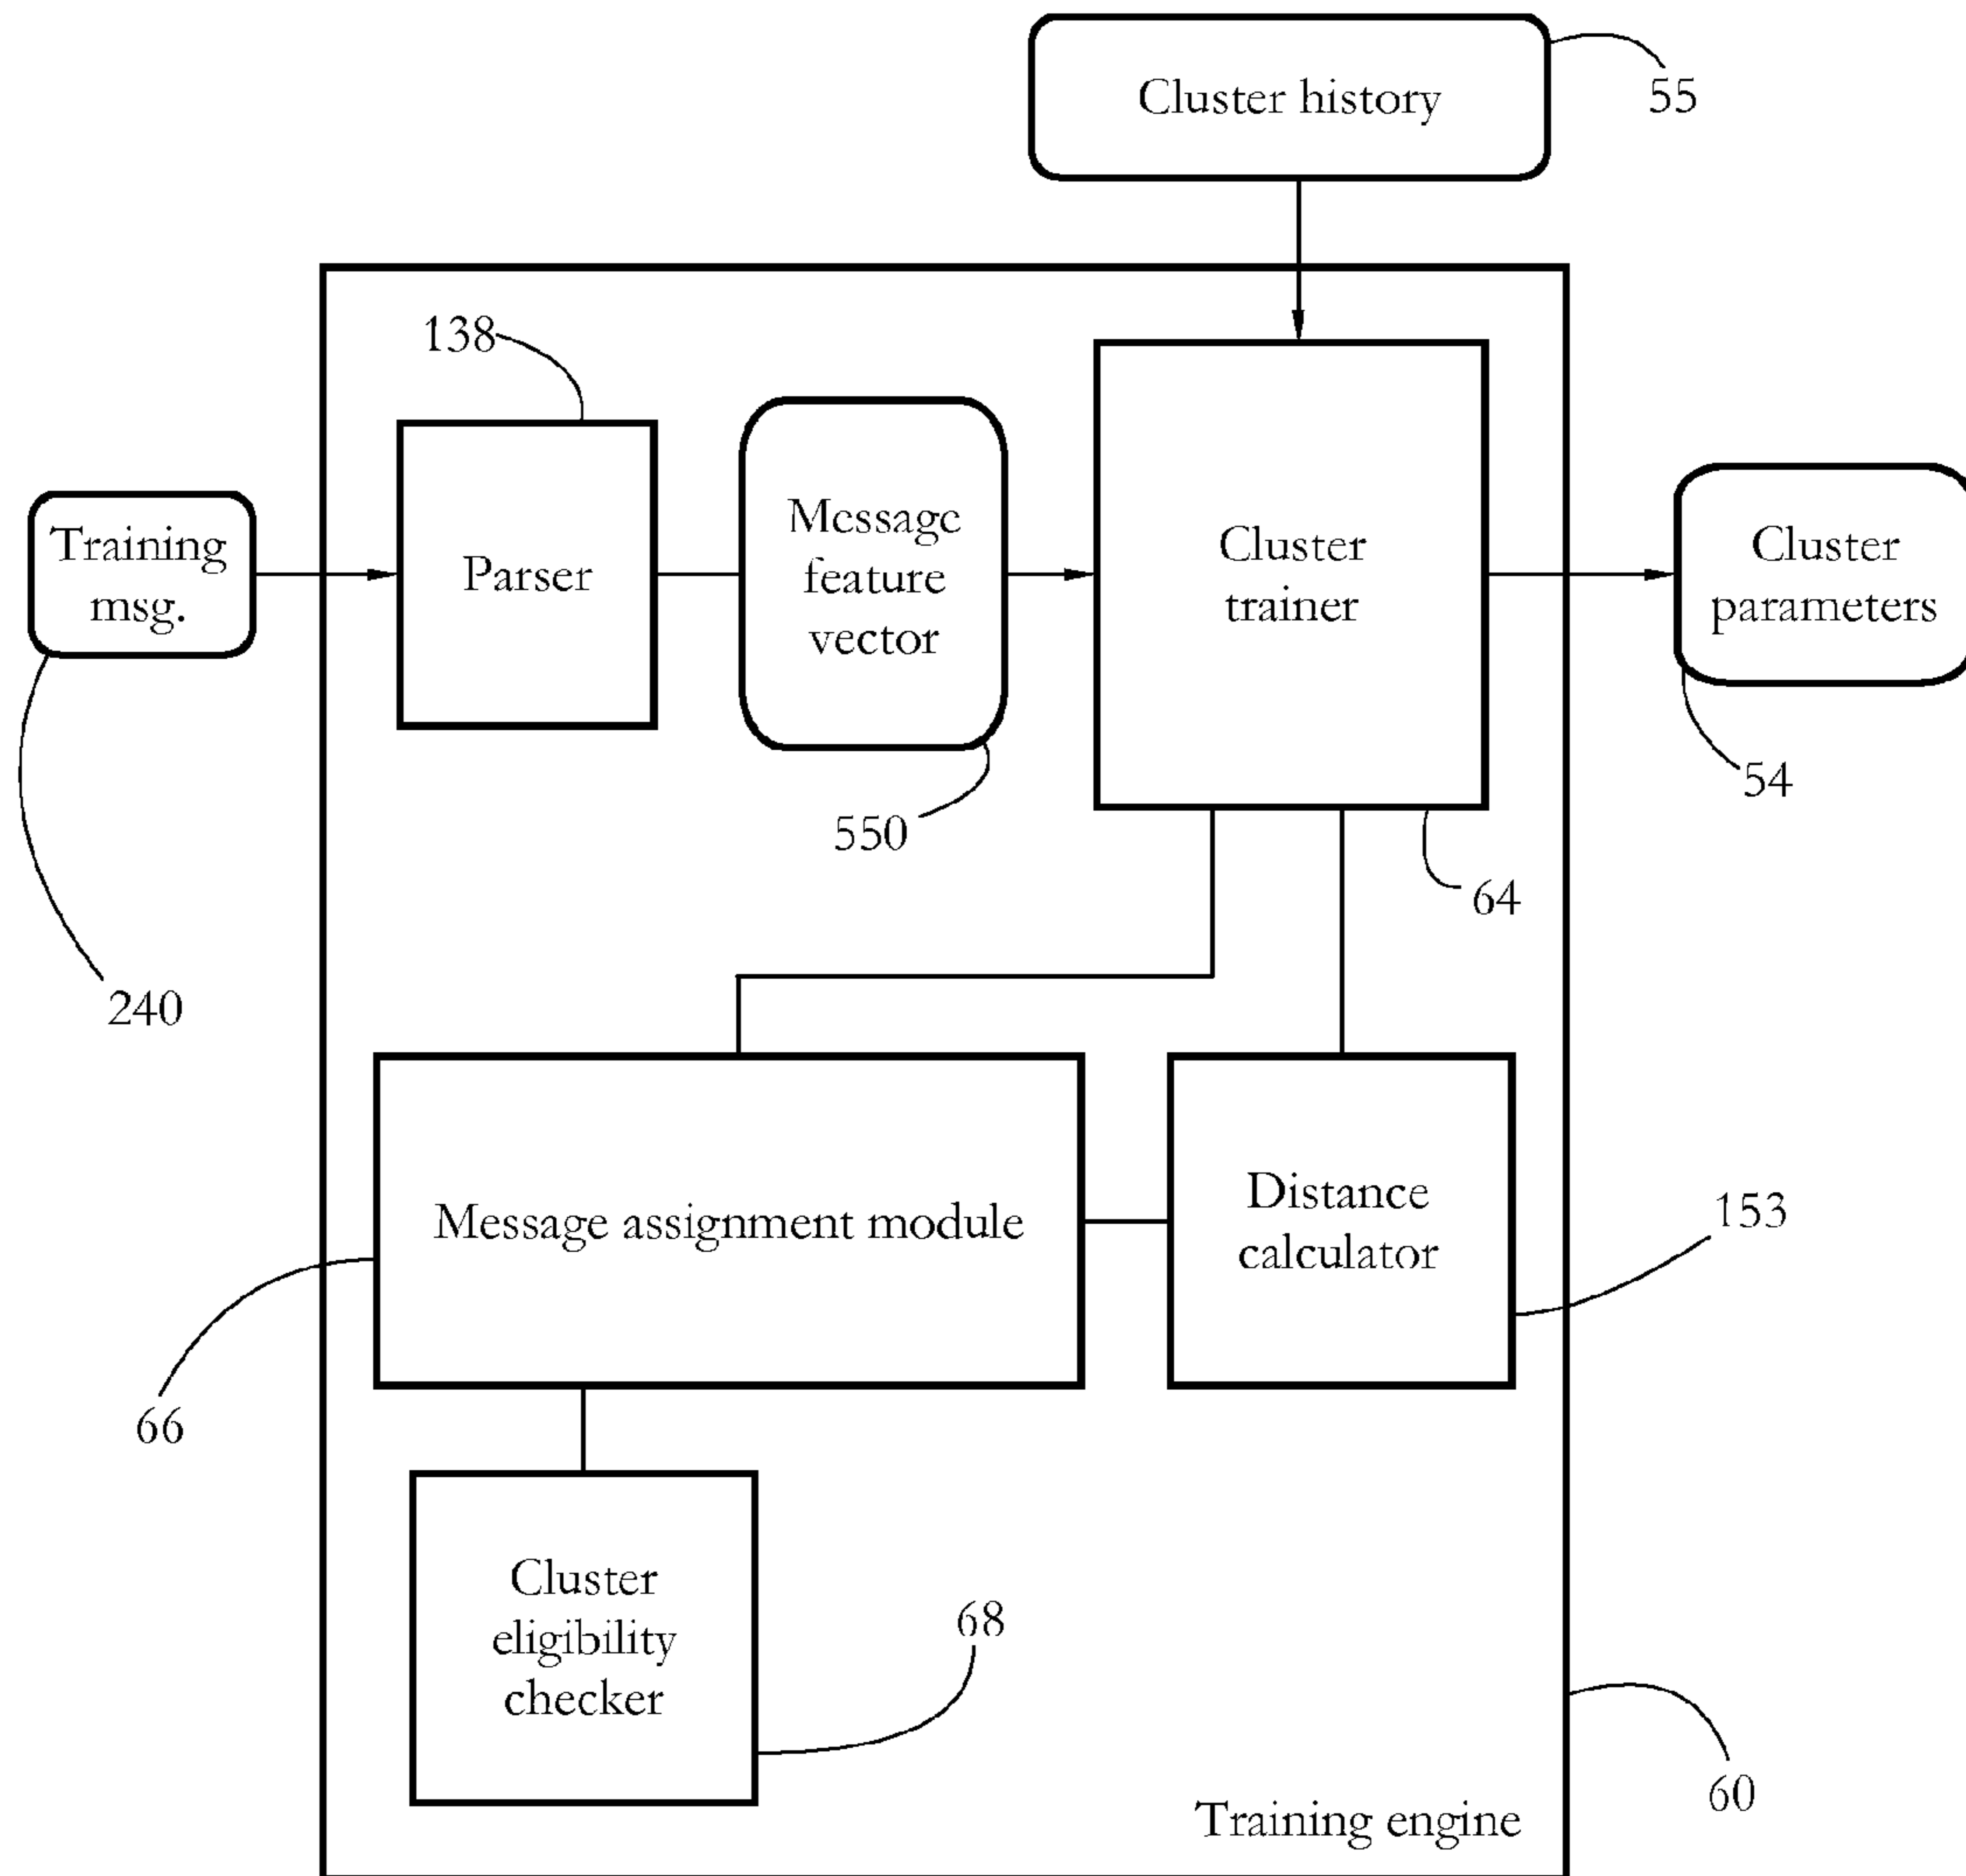 Cluster history
55
138
Training
msg.
Parser
Message
feature
vector
Cluster
trainer
Cluster
parameters
54
550
64
240
Message assignment module
Distance
calculator
153
66
Cluster
eligibility
checker
68
60
Training engine